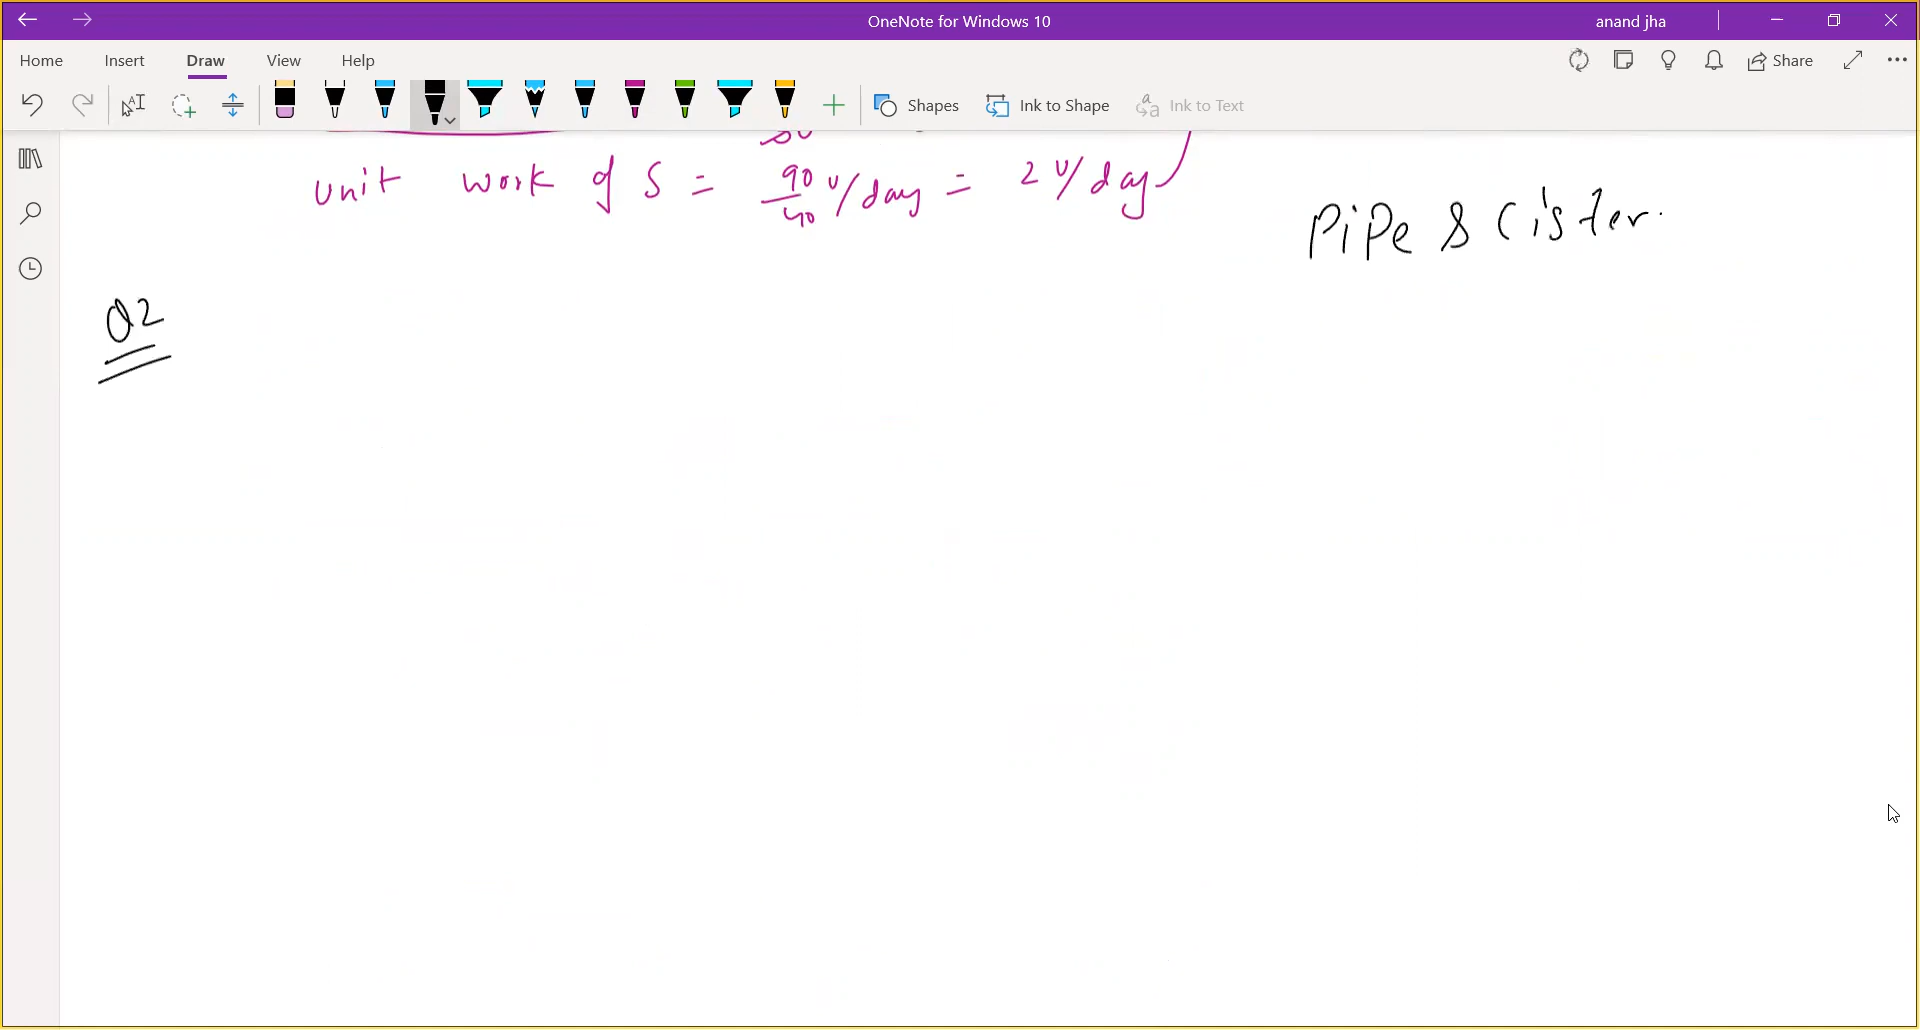 OneNote for Windows 10
anand jha
Home Insert Draw View Help
Share
Shapes Ink to Shape Ink to Text
unit work of S = 90/40 u/day = 2 u/day
PiPe & Cister.
Q2